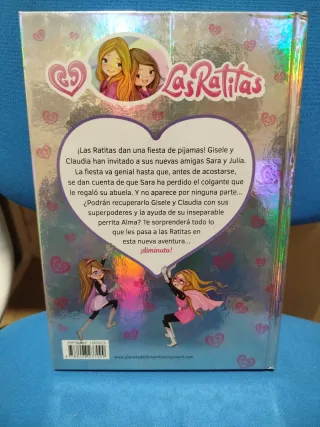 LasRatitas
¡Las Ratitas dan una fiesta de pijamas! Gisele y
Claudia han invitado a sus nuevas amigas Sara y Julia.
La fiesta va genial hasta que, antes de acostarse,
se dan cuenta de que Sara ha perdido el colgante que
le regaló su abuela. Y no aparece por ninguna parte...
¿Podrán recuperarlo Gisele y Claudia con sus
superpoderes y la ayuda de su inseparable
perrita Alma? Te sorprenderá todo lo
que les pasa a las Ratitas en
esta nueva aventura...
¡diminuta!